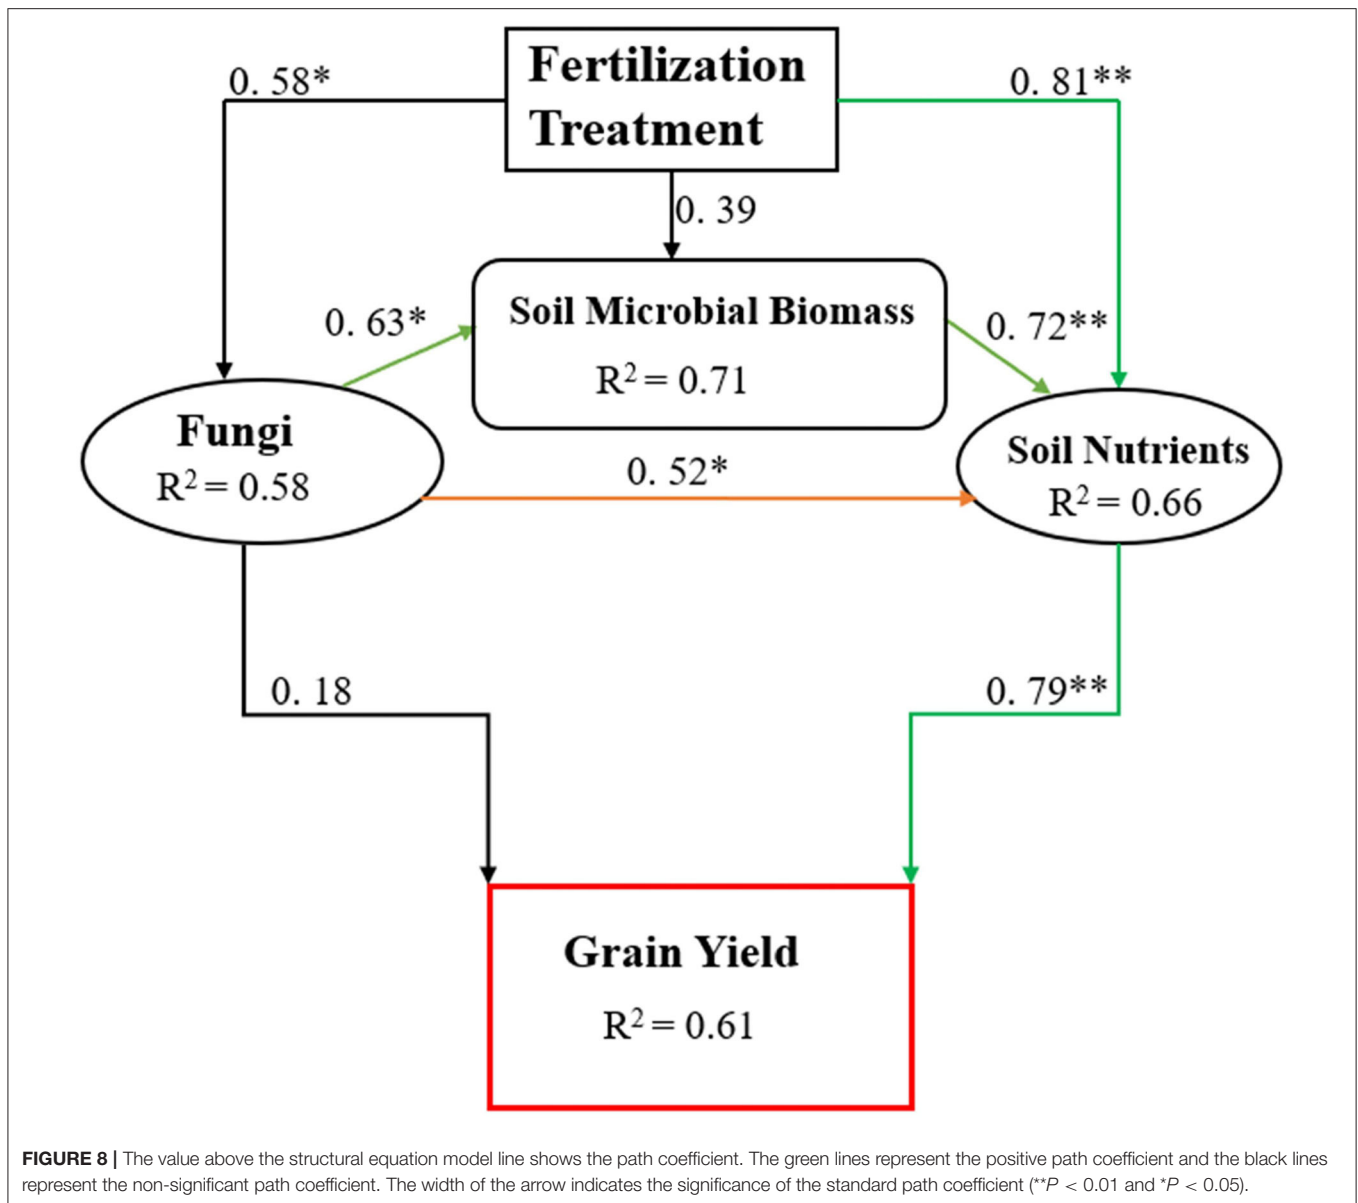 Fertilization
Treatment
0. 58*
0. 81**
0. 39
Soil Microbial Biomass
R² = 0.71
0. 63*
0. 72**
Fungi
R² = 0.58
0. 52*
Soil Nutrients
R² = 0.66
0. 18
0. 79**
Grain Yield
R² = 0.61
FIGURE 8 | The value above the structural equation model line shows the path coefficient. The green lines represent the positive path coefficient and the black lines
represent the non-significant path coefficient. The width of the arrow indicates the significance of the standard path coefficient (**P < 0.01 and *P < 0.05).